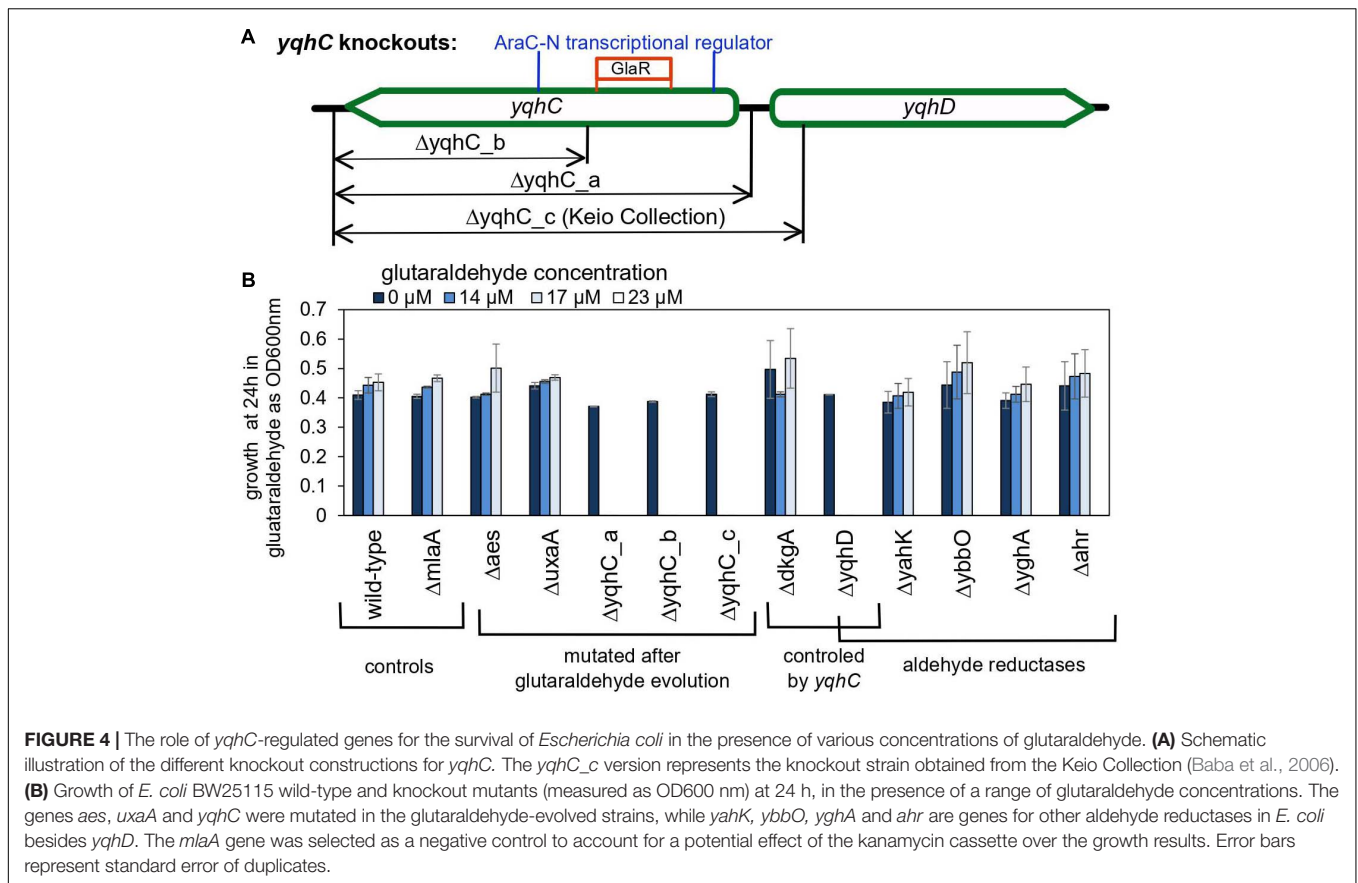 A yqhC knockouts: AraC-N transcriptional regulator
GlaR
yqhC yqhD
ΔyqhC_b
ΔyqhC_a
ΔyqhC_c (Keio Collection)
B glutaraldehyde concentration
0 µM 14 µM 17 µM 23 µM
growth at 24h in
gluataraldehyde as OD600nm
0.7
0.6
0.5
0.4
0.3
0.2
0.1
0
wild-type ΔmlaA Δaes ΔuxaA ΔyqhC_a ΔyqhC_b ΔyqhC_c ΔdkgA ΔyqhD ΔyahK ΔybbO ΔyghA Δahr
controls
mutated after
glutaraldehyde evolution
controled
by yqhC
aldehyde reductases
FIGURE 4 | The role of yqhC-regulated genes for the survival of Escherichia coli in the presence of various concentrations of glutaraldehyde. (A) Schematic
illustration of the different knockout constructions for yqhC. The yqhC_c version represents the knockout strain obtained from the Keio Collection (Baba et al., 2006).
(B) Growth of E. coli BW25115 wild-type and knockout mutants (measured as OD600 nm) at 24 h, in the presence of a range of glutaraldehyde concentrations. The
genes aes, uxaA and yqhC were mutated in the glutaraldehyde-evolved strains, while yahK, ybbO, yghA and ahr are genes for other aldehyde reductases in E. coli
besides yqhD. The mlaA gene was selected as a negative control to account for a potential effect of the kanamycin cassette over the growth results. Error bars
represent standard error of duplicates.